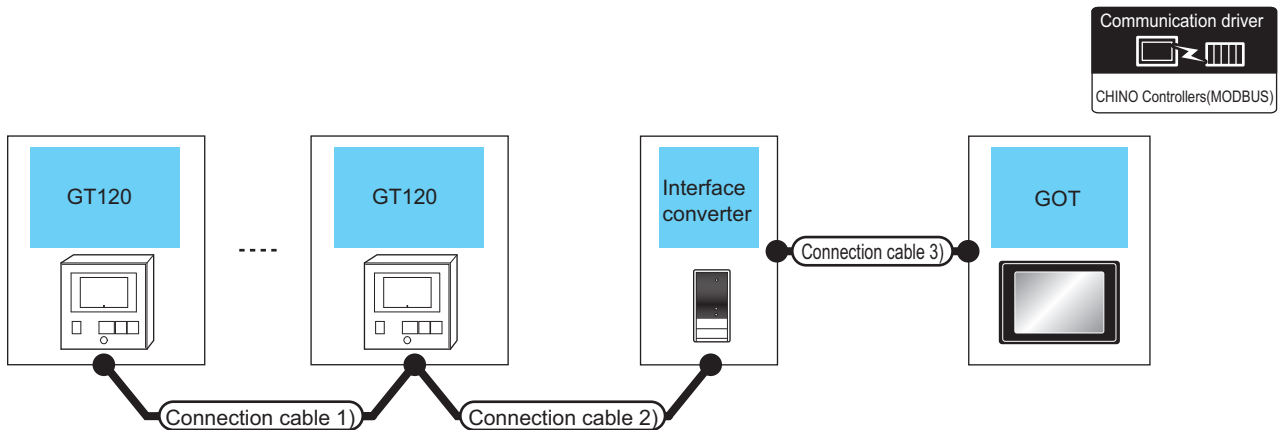 Communication driver
CHINO Controllers(MODBUS)
GT120
GT120
Interface
converter
GOT
Connection cable 3)
Connection cable 1)
Connection cable 2)